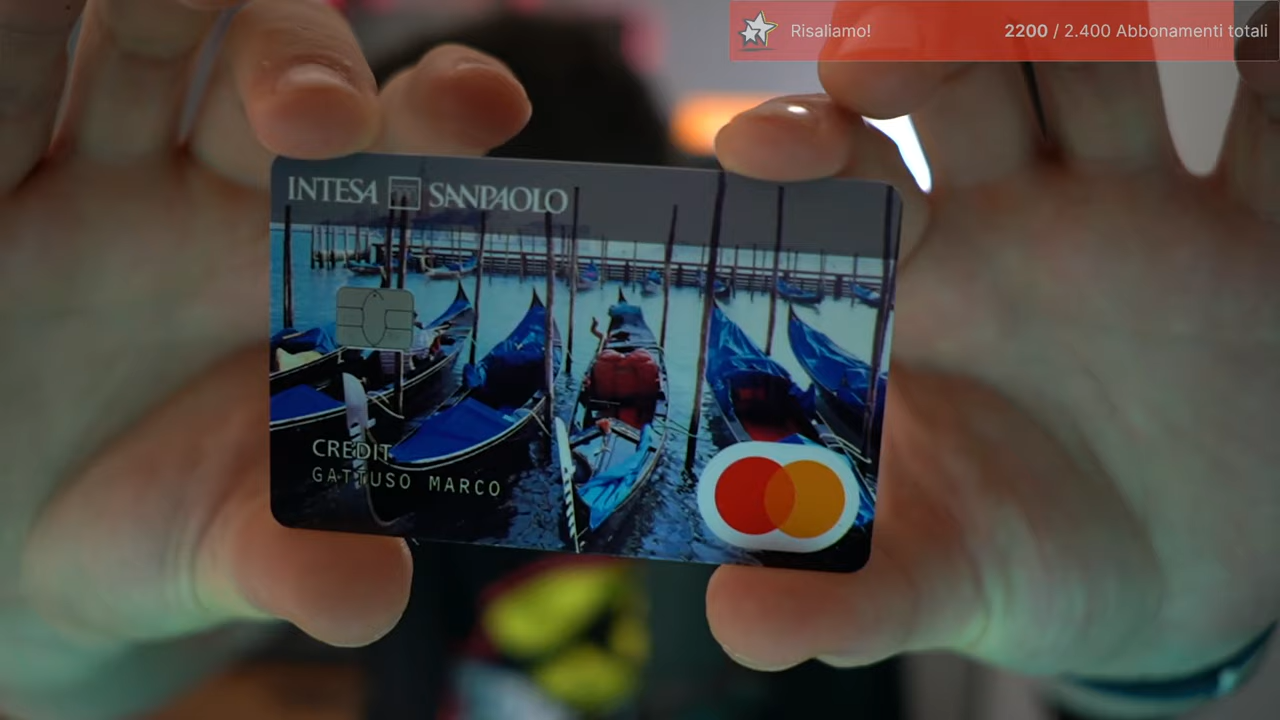 Risaliamo!
2200 / 2.400 Abbonamenti totali
INTESA SANPAOLO
CREDIT
GATTUSO MARCO